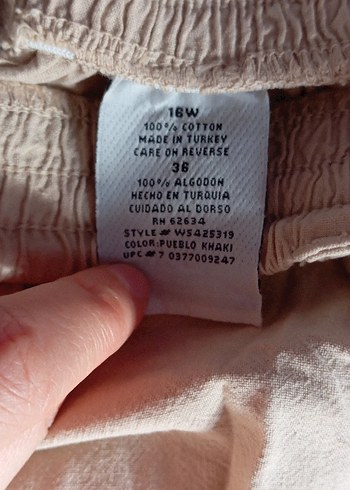 16W
100% COTTON
MADE IN TURKEY
CARE ON REVERSE
36
100% ALGODON
HECHO EN TURQUIA
CUIDADO AL DORSO
RH 62634
STYLE # WS425319
COLOR: PUEBLO KHAKI
UPC # 7 0377009247